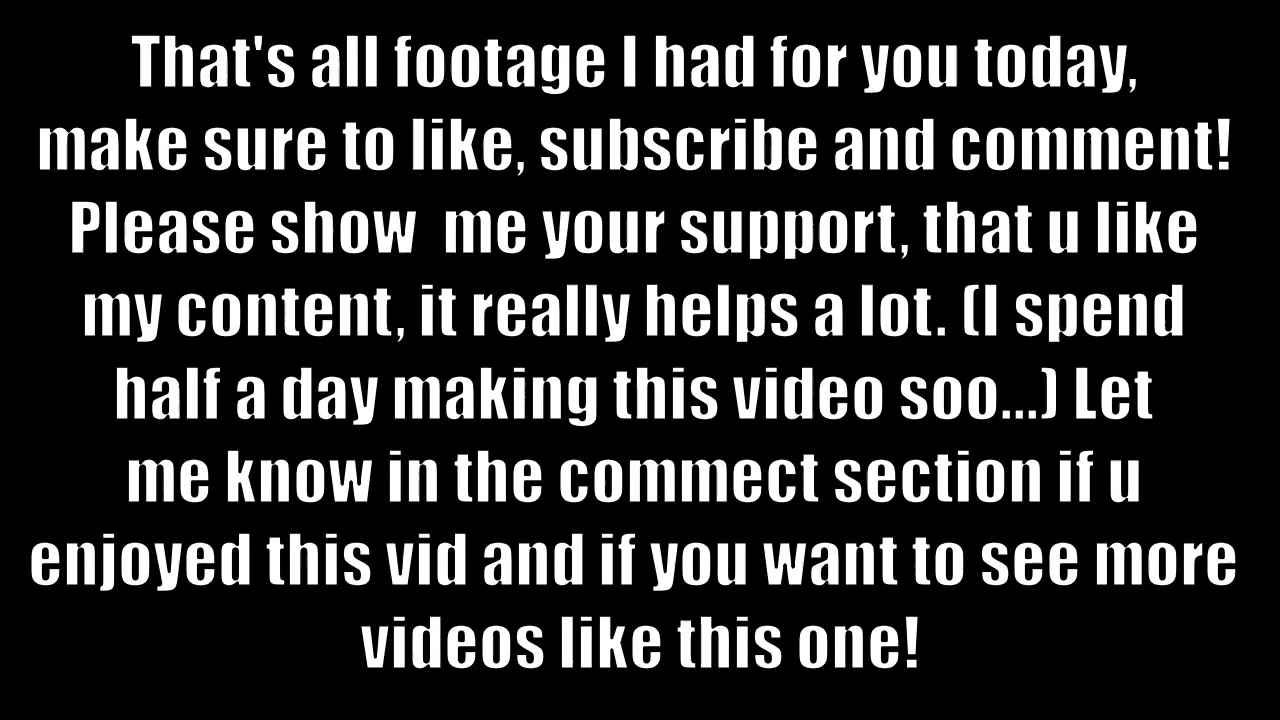 That's all footage I had for you today,
make sure to like, subscribe and comment!
Please show  me your support, that u like
my content, it really helps a lot. (I spend
half a day making this video soo...) Let
me know in the commect section if u
enjoyed this vid and if you want to see more
videos like this one!